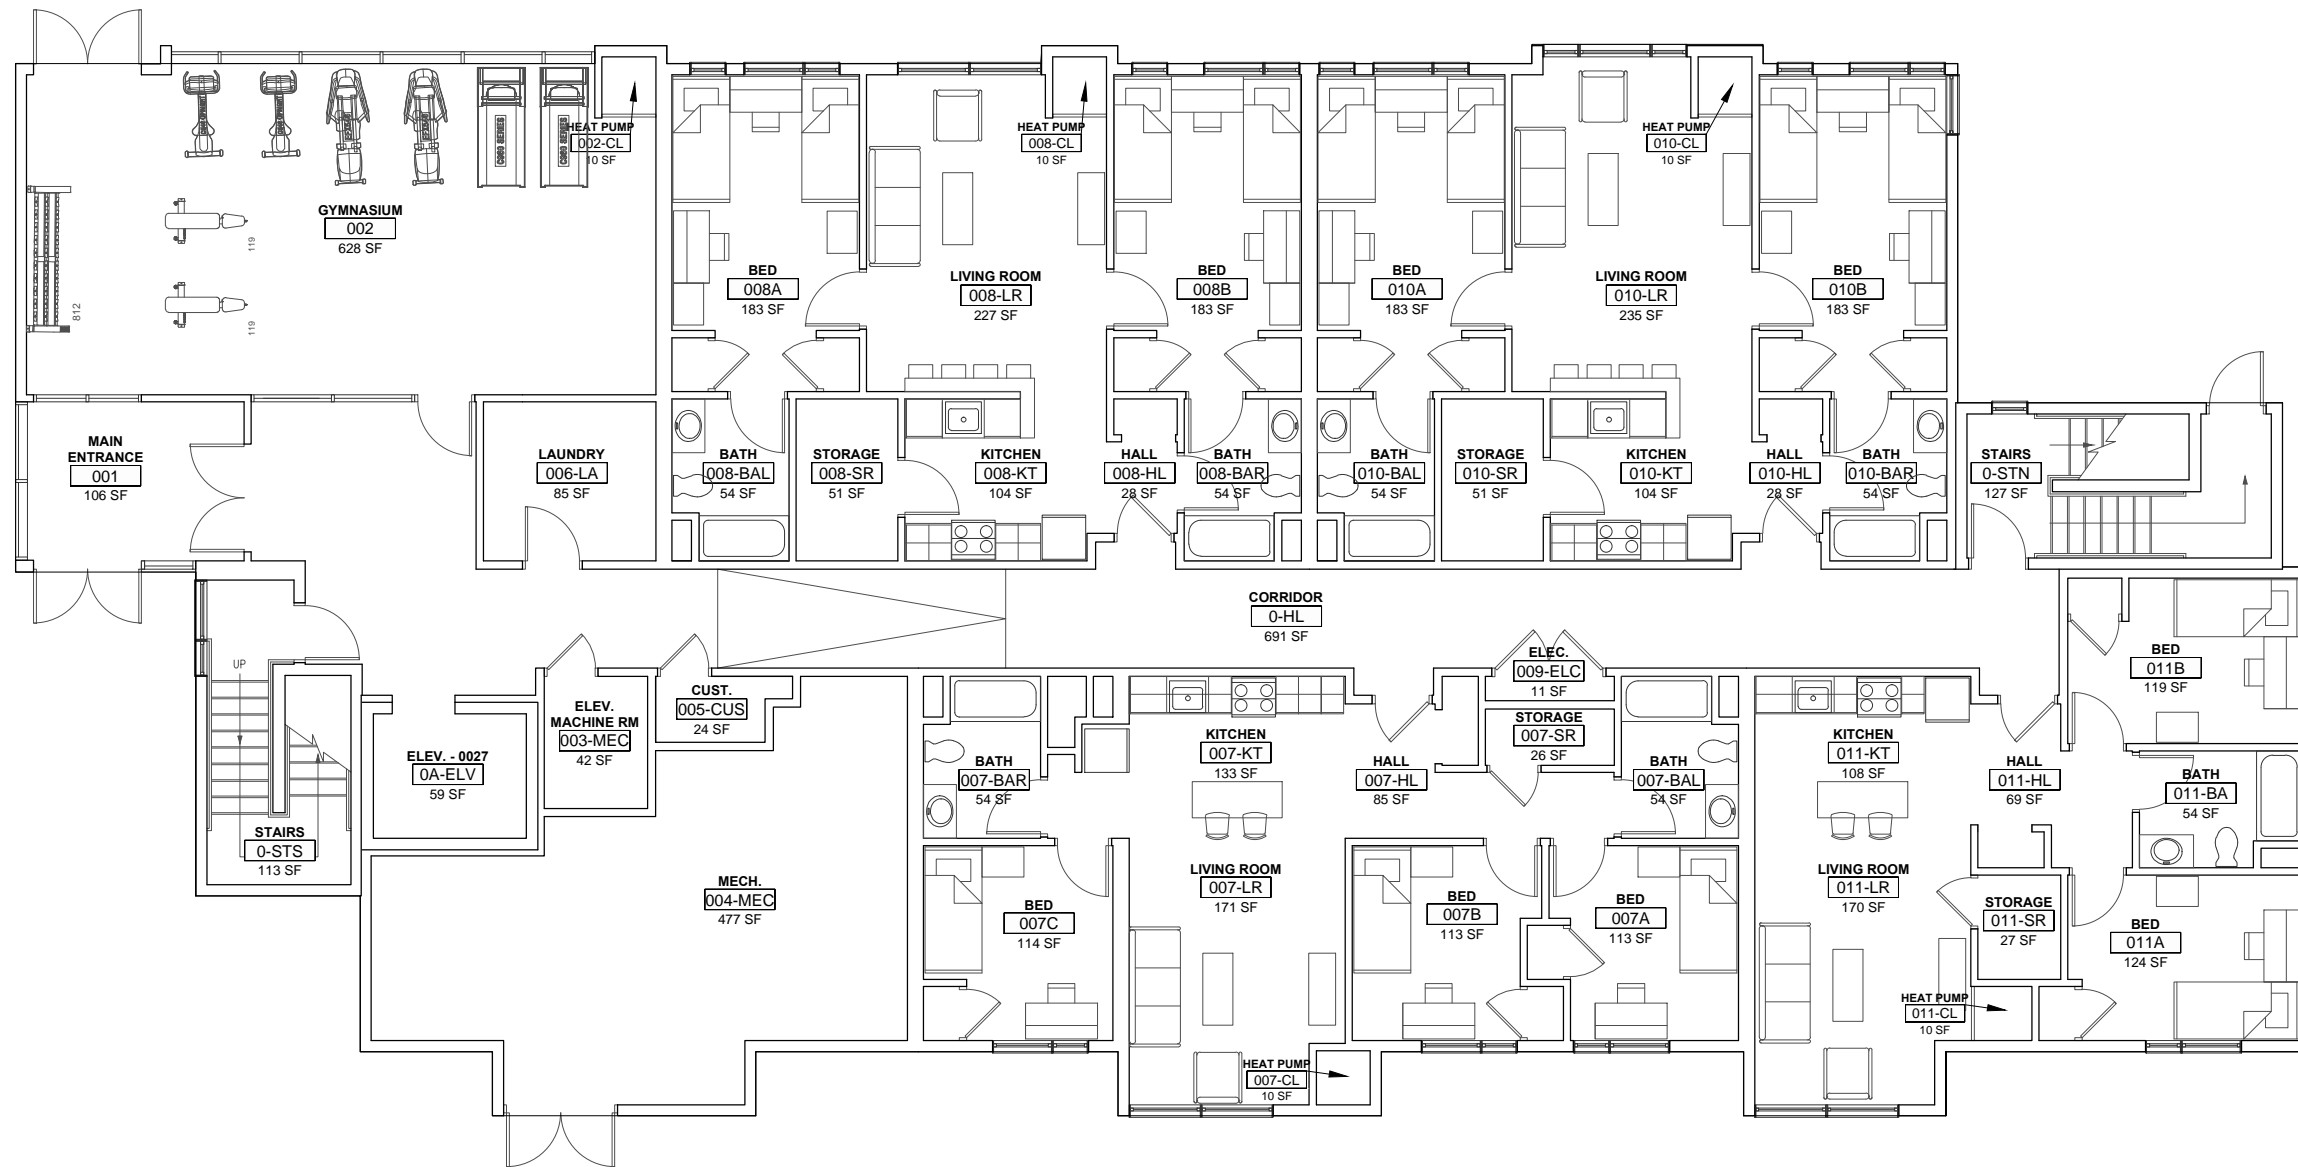 HEAT PUMP
002-CL
10 SF
HEAT PUMP
008-CL
10 SF
HEAT PUMP
010-CL
10 SF
C960 SERIES
C960 SERIES
GYMNASIUM
002
628 SF
119
119
812
BED
008A
183 SF
LIVING ROOM
008-LR
227 SF
BED
008B
183 SF
BED
010A
183 SF
LIVING ROOM
010-LR
235 SF
BED
010B
183 SF
MAIN
ENTRANCE
001
106 SF
LAUNDRY
006-LA
85 SF
BATH
008-BAL
54 SF
STORAGE
008-SR
51 SF
KITCHEN
008-KT
104 SF
HALL
008-HL
28 SF
BATH
008-BAR
54 SF
BATH
010-BAL
54 SF
STORAGE
010-SR
51 SF
KITCHEN
010-KT
104 SF
HALL
010-HL
28 SF
BATH
010-BAR
54 SF
STAIRS
0-STN
127 SF
CORRIDOR
0-HL
691 SF
UP
ELEV.
MACHINE RM
003-MEC
42 SF
CUST.
005-CUS
24 SF
ELEC.
009-ELC
11 SF
BED
011B
119 SF
ELEV. - 0027
0A-ELV
59 SF
BATH
007-BAR
54 SF
KITCHEN
007-KT
133 SF
HALL
007-HL
85 SF
STORAGE
007-SR
26 SF
BATH
007-BAL
54 SF
KITCHEN
011-KT
108 SF
HALL
011-HL
69 SF
BATH
011-BA
54 SF
STAIRS
0-STS
113 SF
MECH.
004-MEC
477 SF
BED
007C
114 SF
LIVING ROOM
007-LR
171 SF
BED
007B
113 SF
BED
007A
113 SF
LIVING ROOM
011-LR
170 SF
STORAGE
011-SR
27 SF
BED
011A
124 SF
HEAT PUMP
007-CL
10 SF
HEAT PUMP
011-CL
10 SF